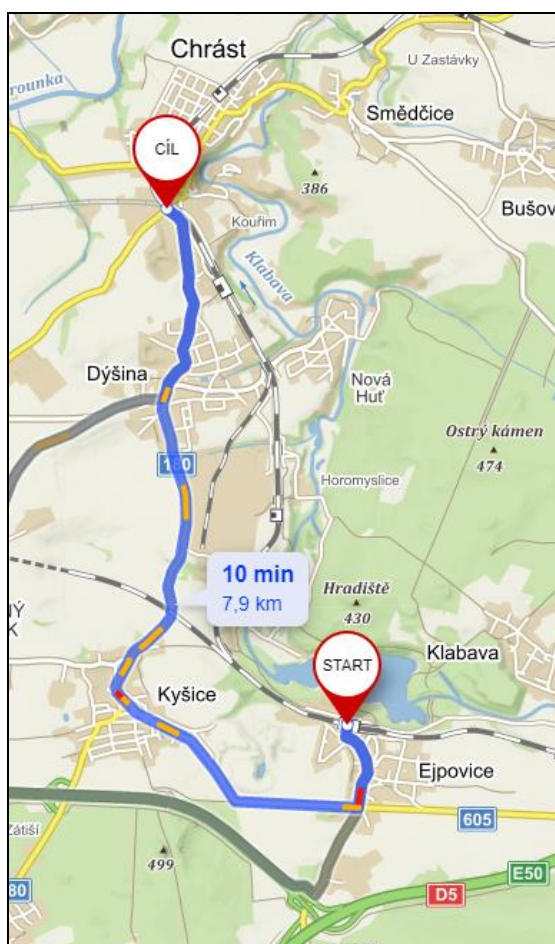 Chrást
U Zastávky
rounka
Smědčice
CÍL
386
Bušov
Kouřim
Klabava
Dýšina
Nová
Huť
Ostrý kámen
474
180
Horomyslice
10 min
7,9 km
Hradiště
430
NÝ
K
Klabava
START
Kyšice
Ejpovice
605
Zátiší
499
E50
80
D5